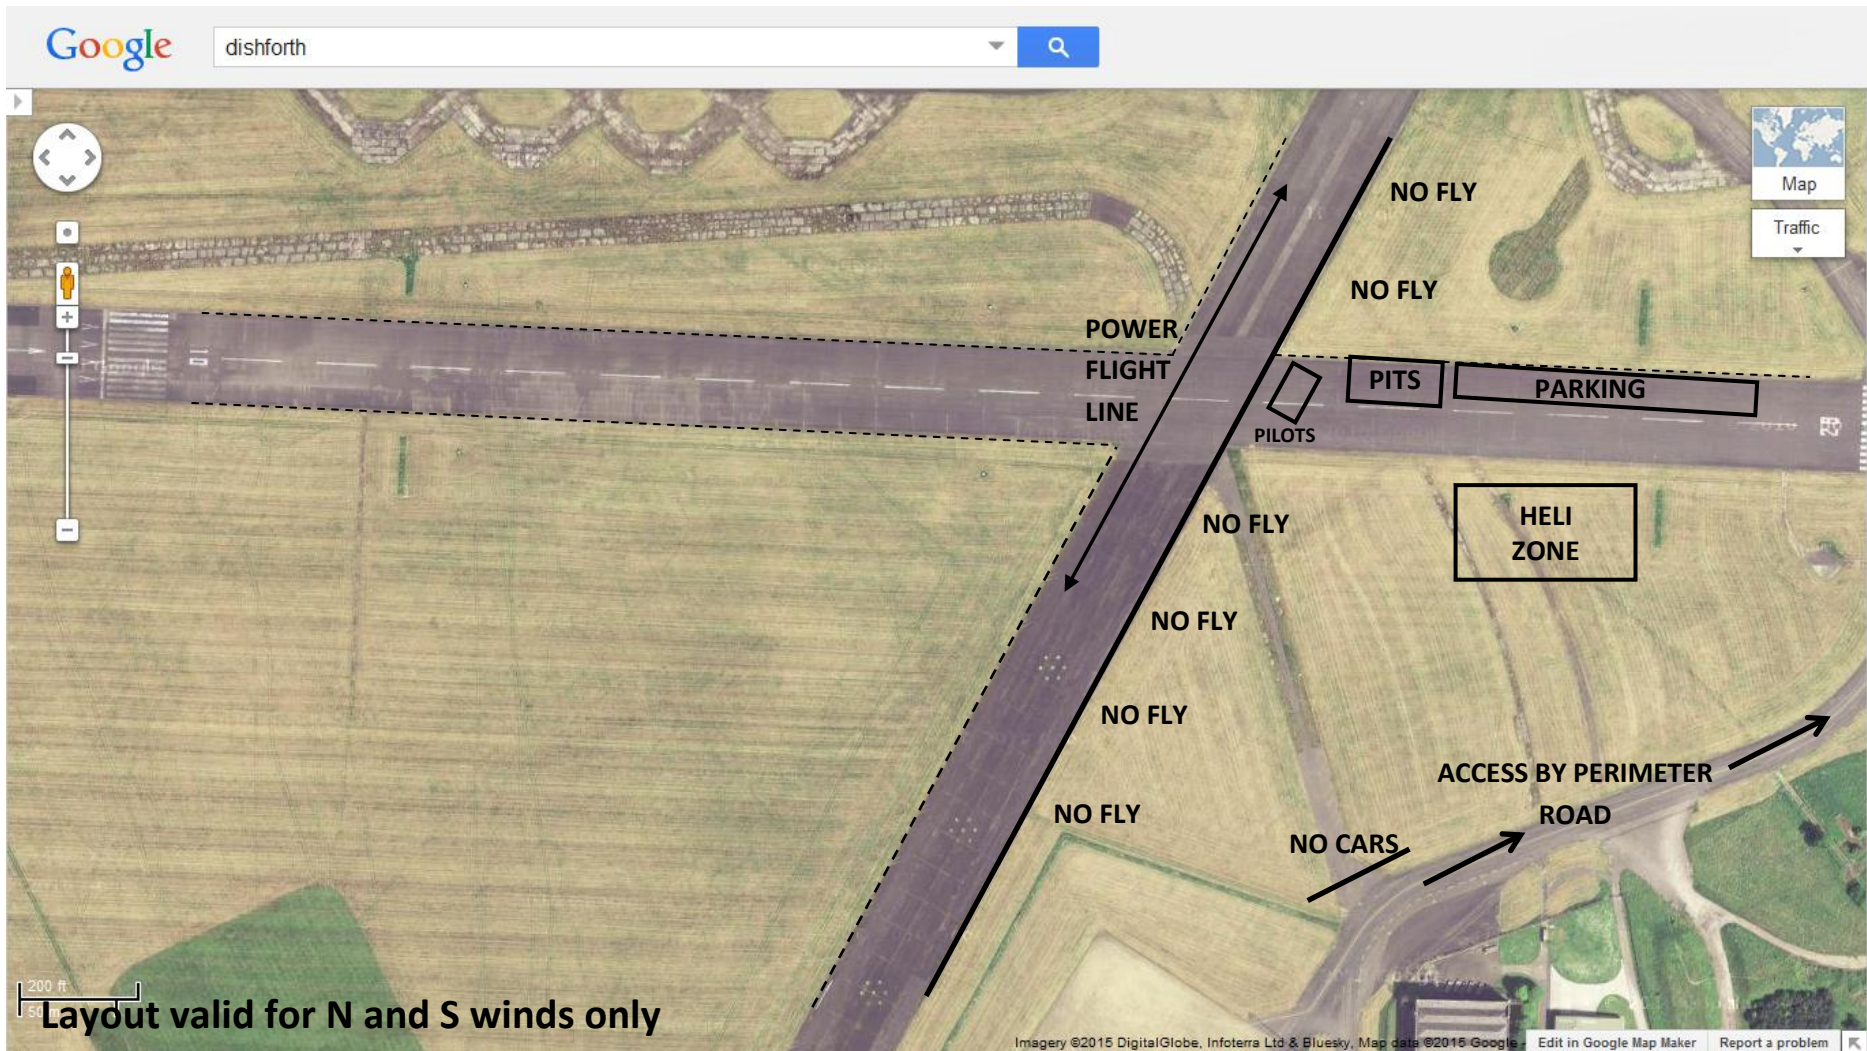 Google
dishforth
Map
Traffic
NO FLY
NO FLY
POWER
FLIGHT
LINE
PITS
PARKING
PILOTS
HELI
ZONE
NO FLY
NO FLY
NO FLY
NO FLY
ACCESS BY PERIMETER
ROAD
NO CARS
200 ft
Layout valid for N and S winds only
Imagery ©2015 DigitalGlobe, Infoterra Ltd & Bluesky, Map data ©2015 Google -
Edit in Google Map Maker
Report a problem